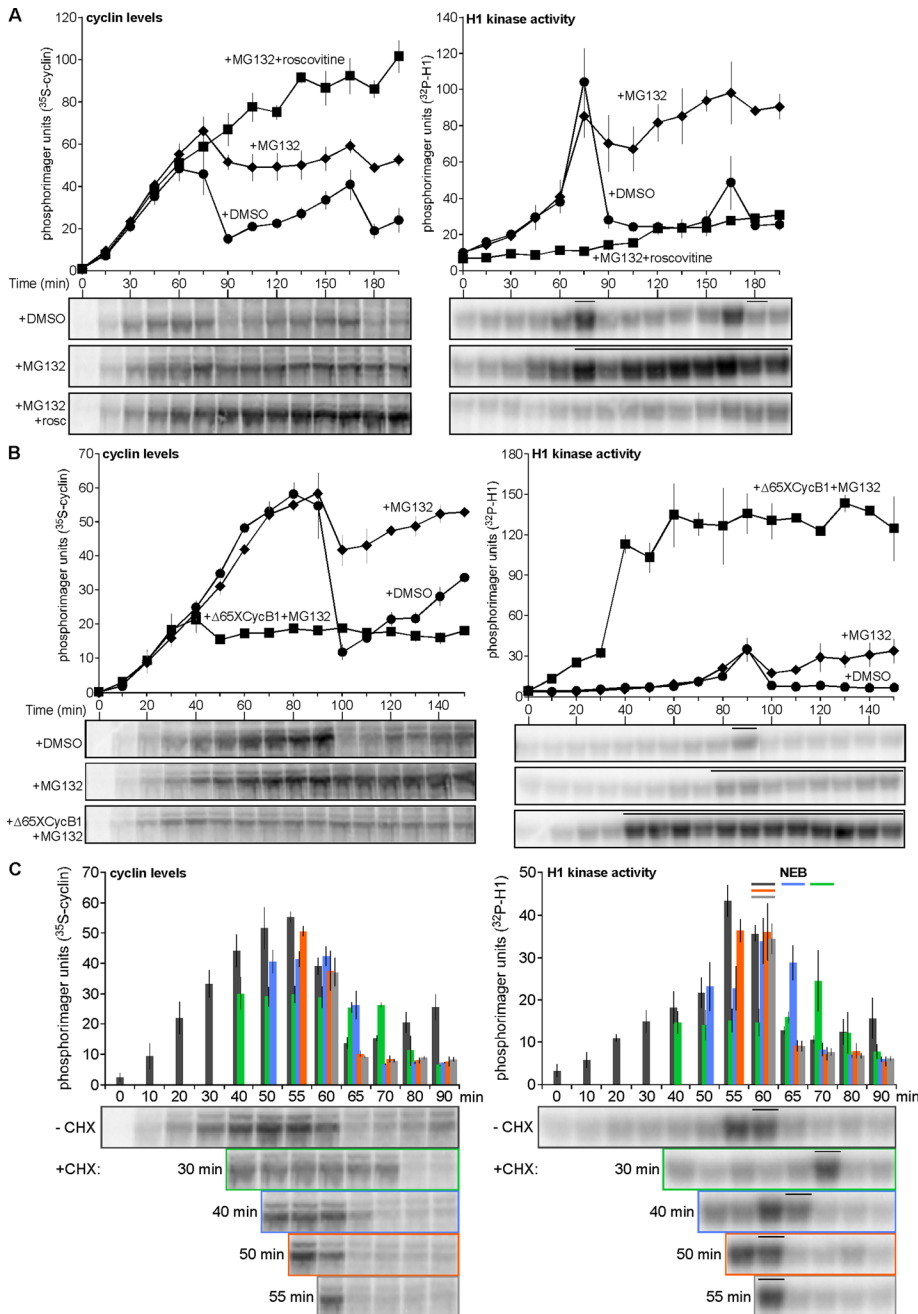 A
cyclin levels
H1 kinase activity
phosphorimager units (³⁵S-cyclin)
120
100
80
60
40
20
0
+MG132+roscovitine
+MG132
+DMSO
phosphorimager units (³²P-H1)
140
120
100
80
60
40
20
0
+MG132
+DMSO
+MG132+roscovitine
Time (min) 0 30 60 90 120 150 180
0 30 60 90 120 150 180
+DMSO
+MG132
+MG132
+rosc
B
cyclin levels
H1 kinase activity
phosphorimager units (³⁵S-cyclin)
70
60
50
40
30
20
10
0
+MG132
+DMSO
+Δ65XCycB1+MG132
phosphorimager units (³²P-H1)
180
150
120
90
60
30
0
+Δ65XCycB1+MG132
+MG132
+DMSO
Time (min) 0 20 40 60 80 100 120 140
0 20 40 60 80 100 120 140
+DMSO
+MG132
+Δ65XCycB1
+MG132
C
cyclin levels
H1 kinase activity
NEB
phosphorimager units (³⁵S-cyclin)
70
60
50
40
30
20
10
0
phosphorimager units (³²P-H1)
50
40
30
20
10
0
0 10 20 30 40 50 55 60 65 70 80 90 min
0 10 20 30 40 50 55 60 65 70 80 90 min
- CHX
- CHX
+CHX:
30 min
+CHX:
30 min
40 min
40 min
50 min
50 min
55 min
55 min